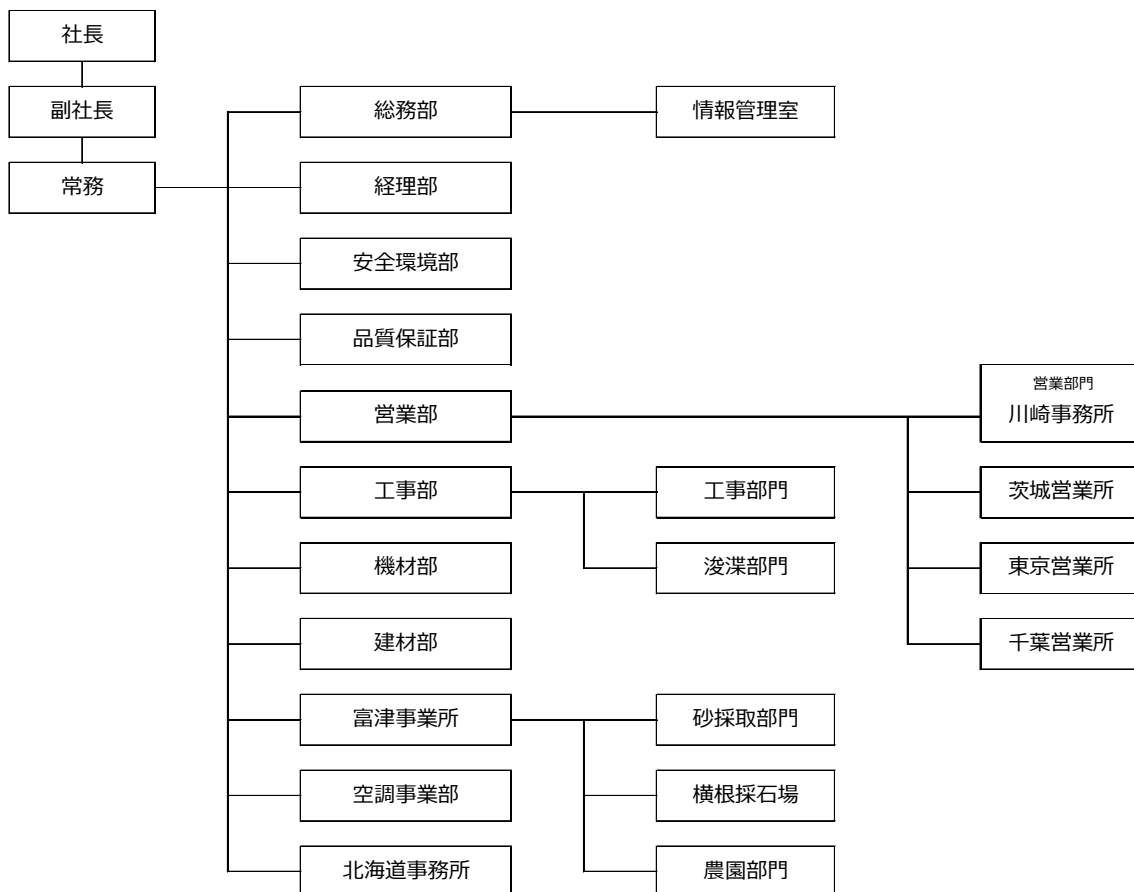 社長
副社長
総務部
情報管理室
常務
経理部
安全環境部
品質保証部
営業部
営業部門
川崎事務所
工事部
工事部門
茨城営業所
機材部
浚渫部門
東京営業所
建材部
千葉営業所
富津事業所
砂採取部門
空調事業部
横根採石場
北海道事務所
農園部門